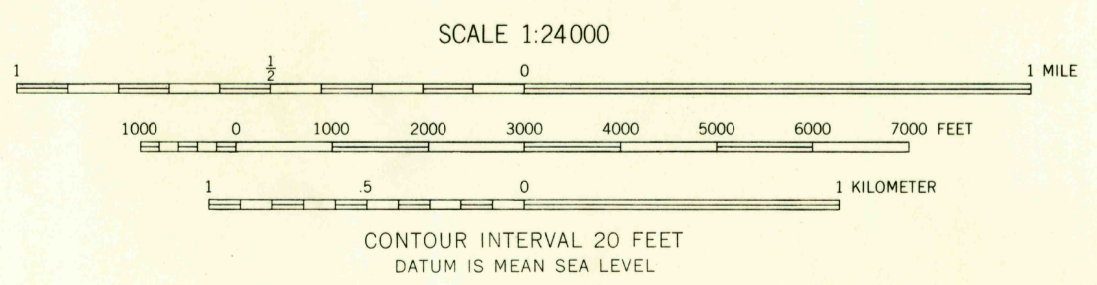 SCALE 1:24000
1 1/2 0 1 MILE
1000 0 1000 2000 3000 4000 5000 6000 7000 FEET
1 .5 0 1 KILOMETER
CONTOUR INTERVAL 20 FEET
DATUM IS MEAN SEA LEVEL